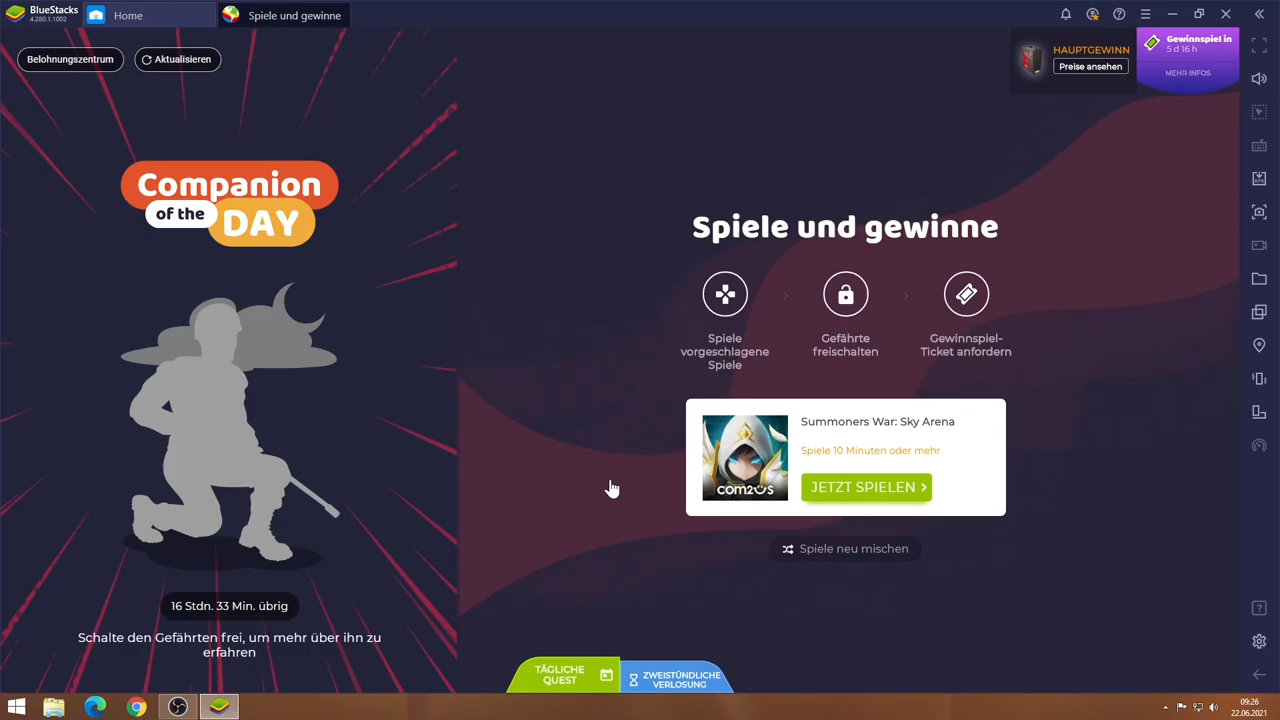 BlueStacks
4.280.1.1002
Home
Spiele und gewinne
Belohnungszentrum
Aktualisieren
HAUPTGEWINN
Preise ansehen
Gewinnspiel in
5 d 16 h
MEHR INFOS
Companion
of the
DAY
Spiele und gewinne
Spiele
vorgeschlagene
Spiele
Gefährte
freischalten
Gewinnspiel-
Ticket anfordern
Summoners War: Sky Arena
Spiele 10 Minuten oder mehr
com2us
JETZT SPIELEN
Spiele neu mischen
16 Stdn. 33 Min. übrig
Schalte den Gefährten frei, um mehr über ihn zu
erfahren
TÄGLICHE
QUEST
ZWEISTÜNDLICHE
VERLOSUNG
09:26
22.06.2021